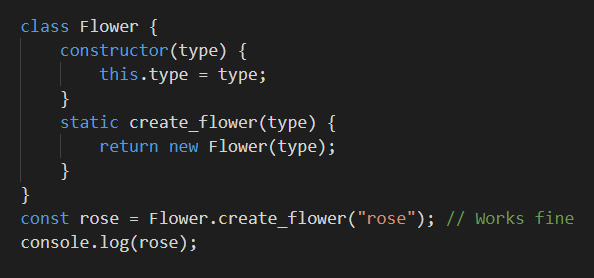 class Flower {
    constructor(type) {
        this.type = type;
    }
    static create_flower(type) {
        return new Flower(type);
    }
}
const rose = Flower.create_flower("rose"); // Works fine
console.log(rose);